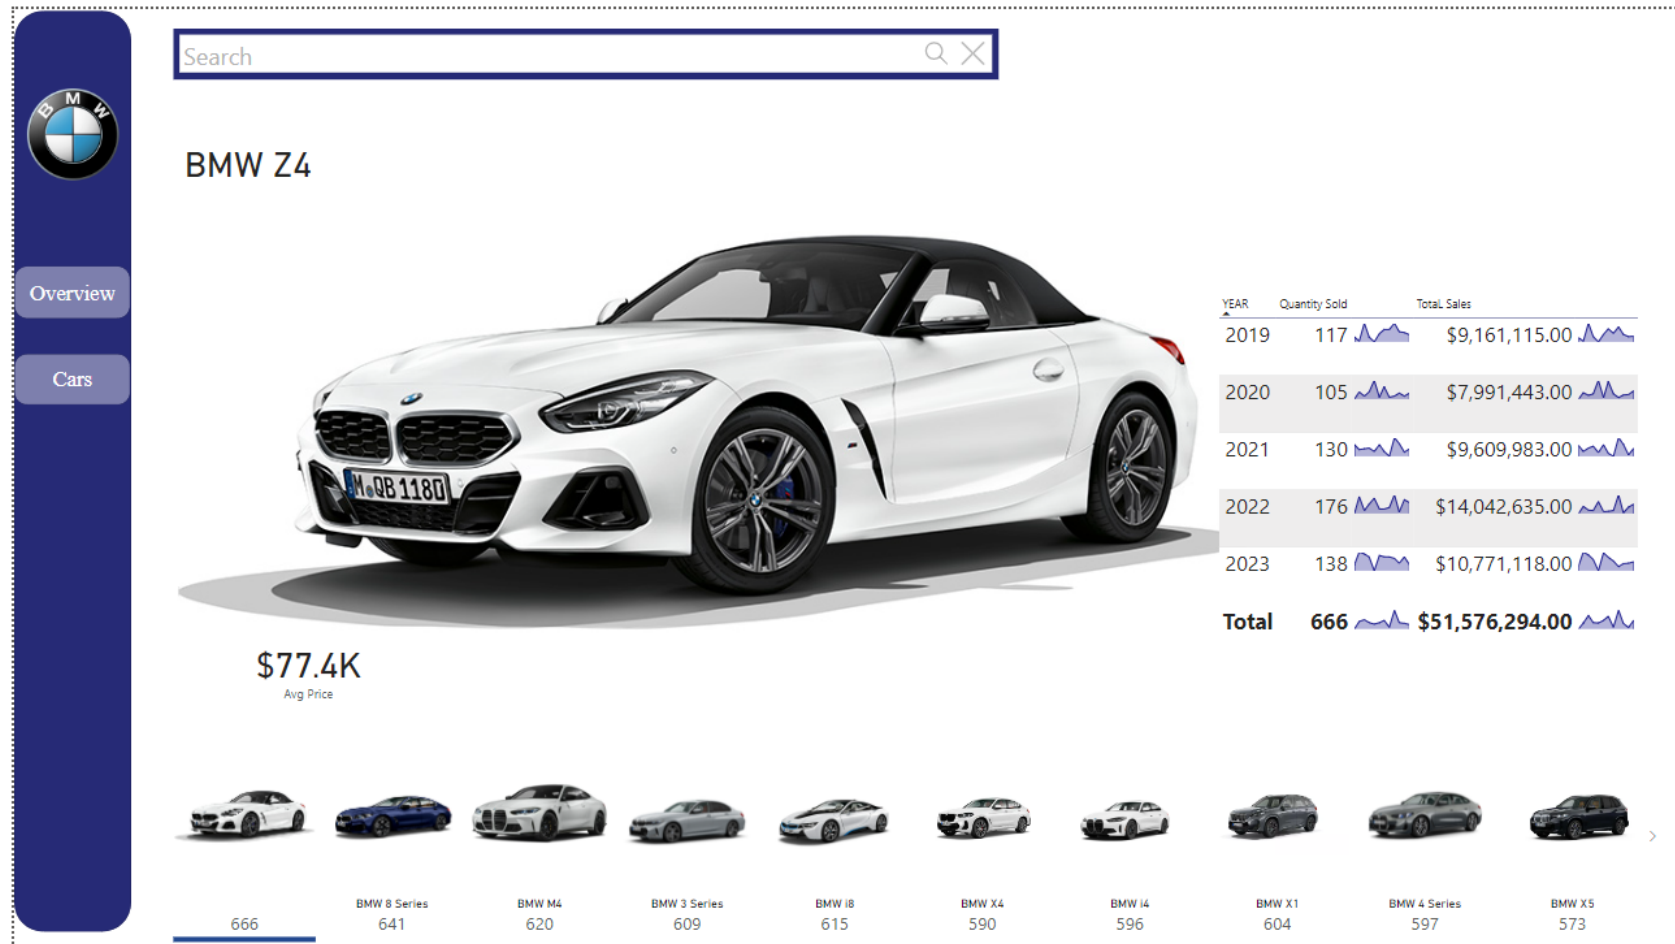 Search
B M W
BMW Z4
Overview
Cars
YEAR Quantity Sold TotaL Sales
2019 117 $9,161,115.00
2020 105 $7,991,443.00
2021 130 $9,609,983.00
2022 176 $14,042,635.00
2023 138 $10,771,118.00
Total 666 $51,576,294.00
M QB 1180
$77.4K
Avg Price
BMW 8 Series BMW M4 BMW 3 Series BMW i8 BMW X4 BMW i4 BMW X1 BMW 4 Series BMW X5
666 641 620 609 615 590 596 604 597 573